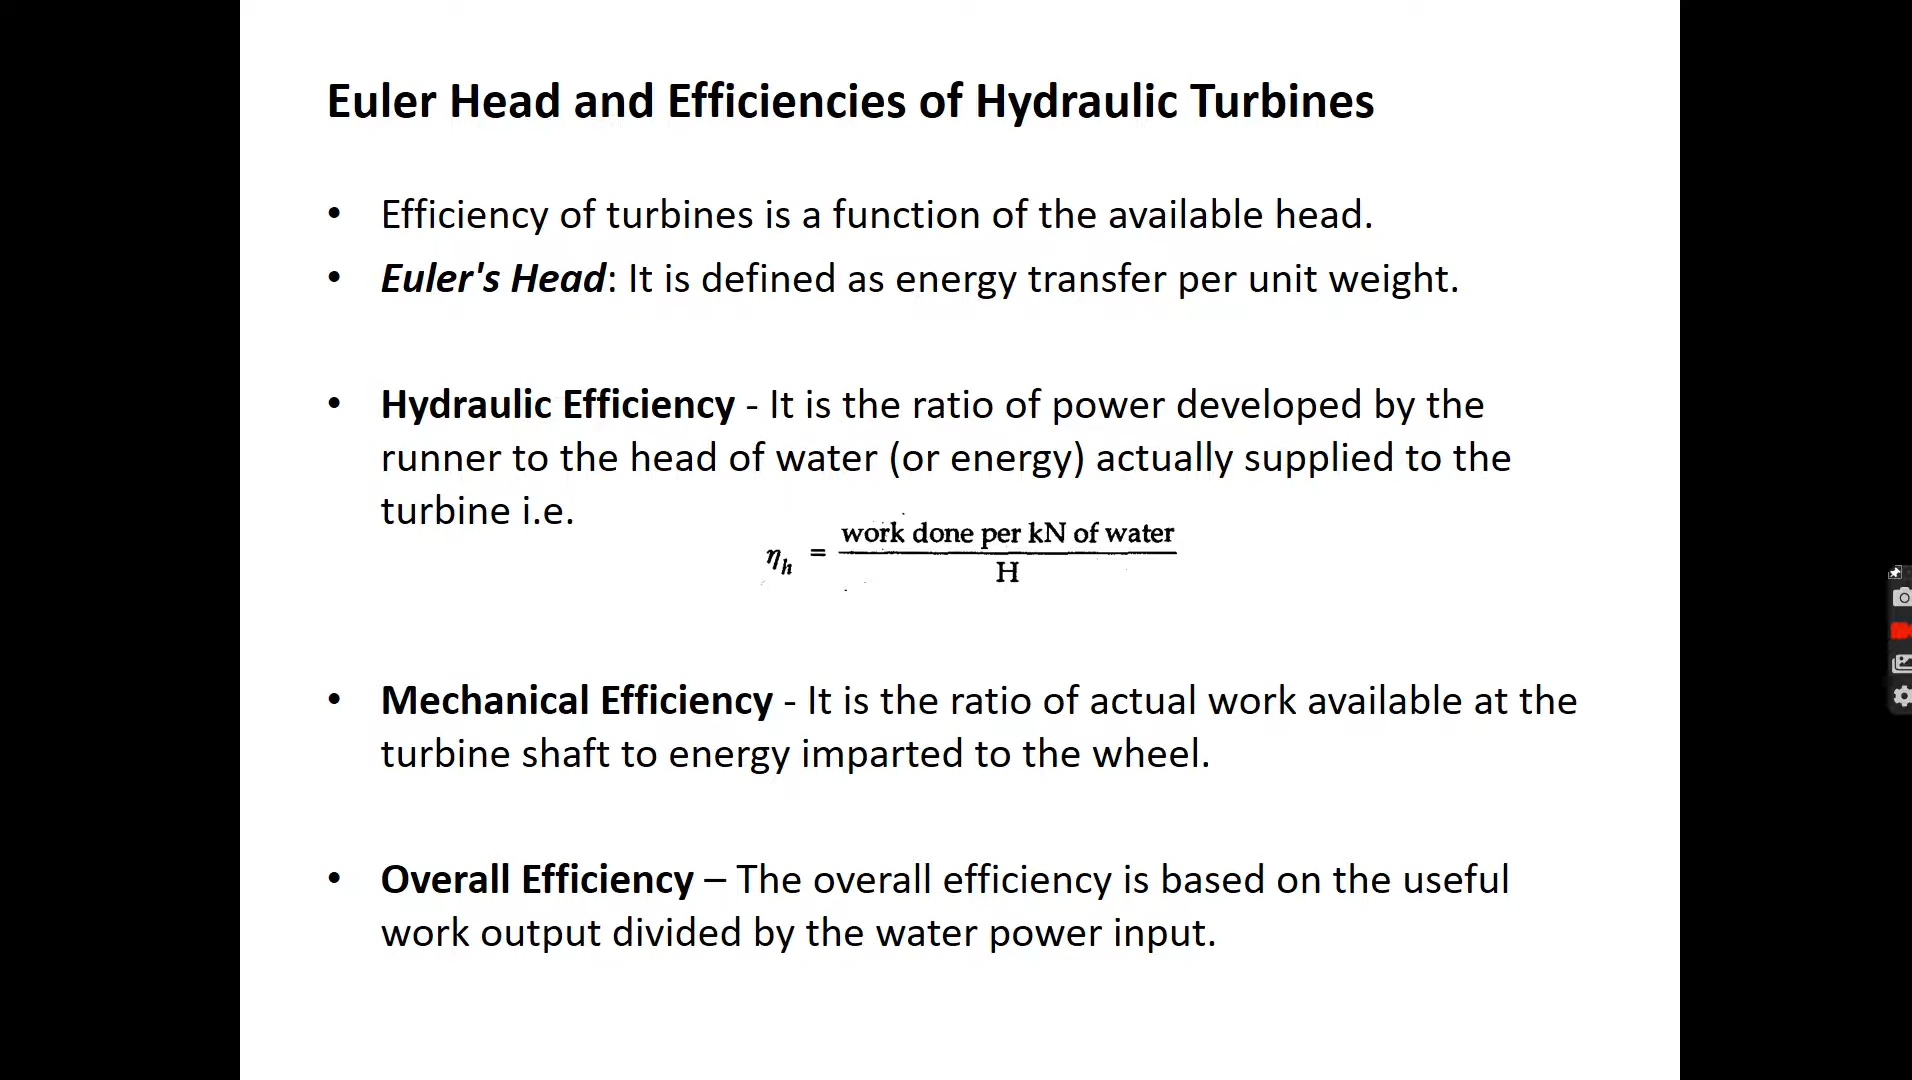 Euler Head and Efficiencies of Hydraulic Turbines
• Efficiency of turbines is a function of the available head.
• Euler's Head: It is defined as energy transfer per unit weight.
• Hydraulic Efficiency - It is the ratio of power developed by the
runner to the head of water (or energy) actually supplied to the
turbine i.e.
ηh = work done per kN of water
H
• Mechanical Efficiency - It is the ratio of actual work available at the
turbine shaft to energy imparted to the wheel.
• Overall Efficiency – The overall efficiency is based on the useful
work output divided by the water power input.